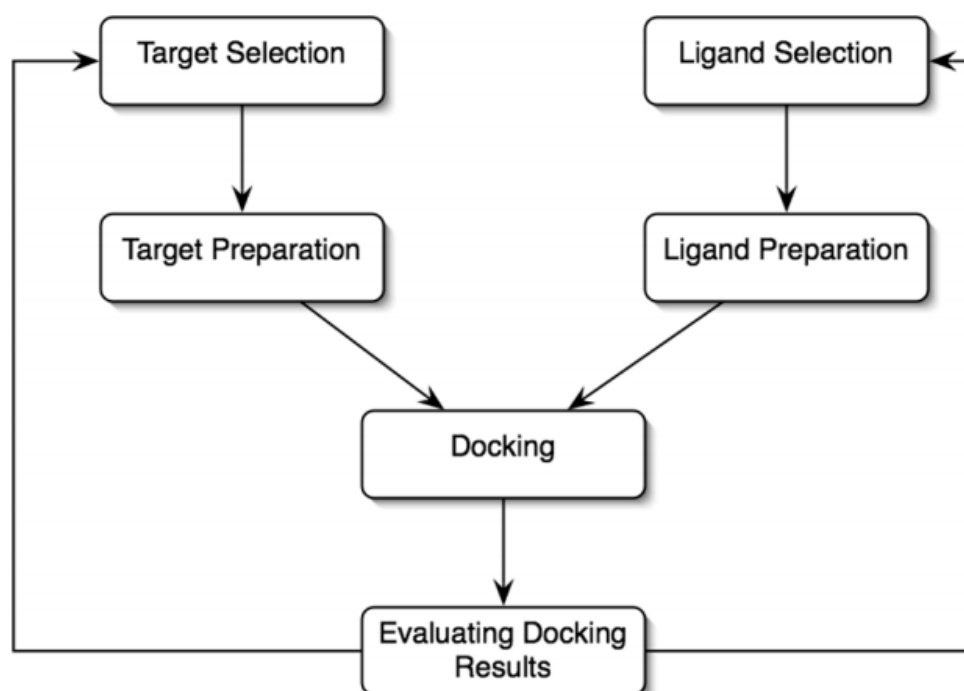 Target Selection
Ligand Selection
Target Preparation
Ligand Preparation
Docking
Evaluating Docking
Results